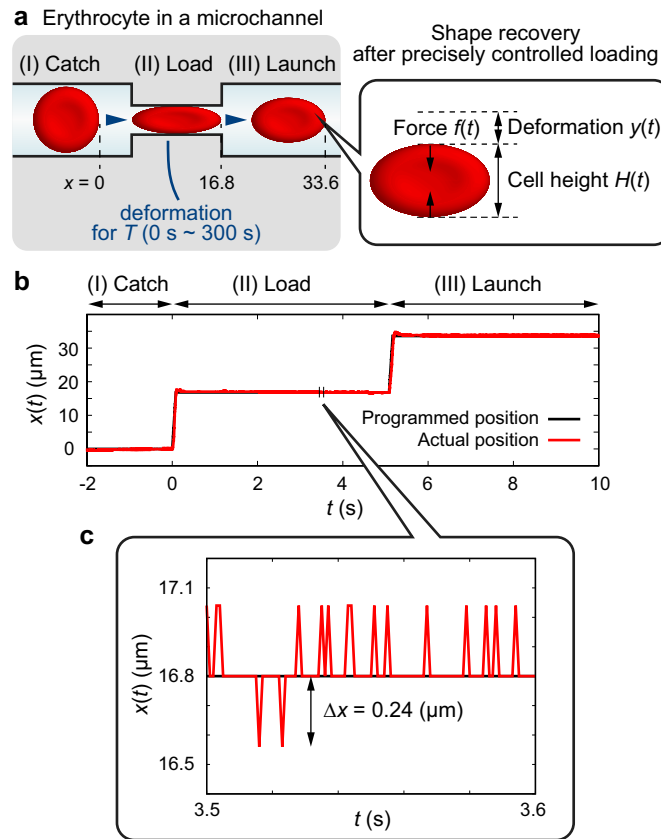 a Erythrocyte in a microchannel
(I) Catch (II) Load (III) Launch
x = 0 16.8 33.6
deformation
for T (0 s ~ 300 s)
Shape recovery
after precisely controlled loading
Force f(t) Deformation y(t)
Cell height H(t)
b (I) Catch (II) Load (III) Launch
30
20
10
0
x(t) (μm)
Programmed position
Actual position
-2 0 2 4 6 8 10
t (s)
c
17.1
16.8
16.5
x(t) (μm)
Δx = 0.24 (μm)
3.5 3.6
t (s)